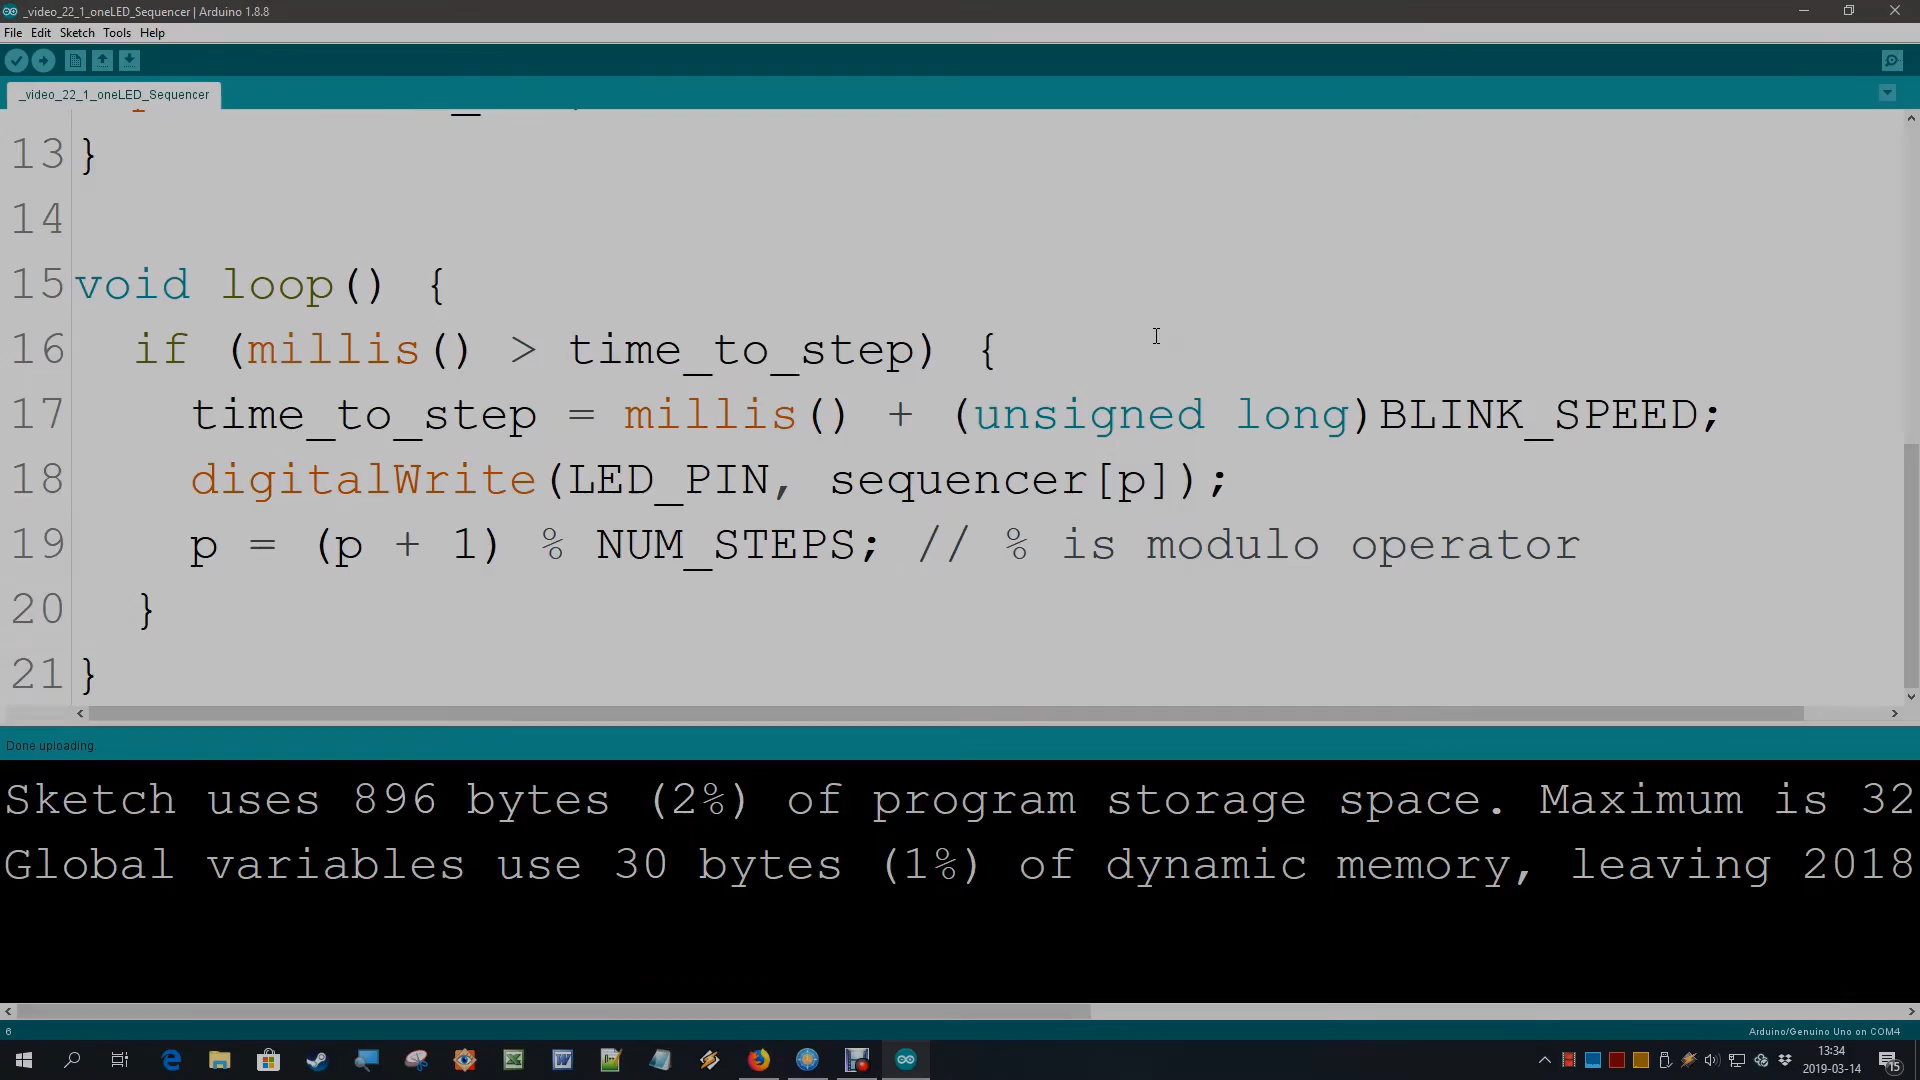 _video_22_1_oneLED_Sequencer | Arduino 1.8.8
File Edit Sketch Tools Help
_video_22_1_oneLED_Sequencer
13 }
14
15 void loop() {
16 if (millis() > time_to_step) {
17 time_to_step = millis() + (unsigned long)BLINK_SPEED;
18 digitalWrite(LED_PIN, sequencer[p]);
19 p = (p + 1) % NUM_STEPS; // % is modulo operator
20 }
21 }
Done uploading.
Sketch uses 896 bytes (2%) of program storage space. Maximum is 32
Global variables use 30 bytes (1%) of dynamic memory, leaving 2018
6 Arduino/Genuino Uno on COM4
13:34
2019-03-14
15